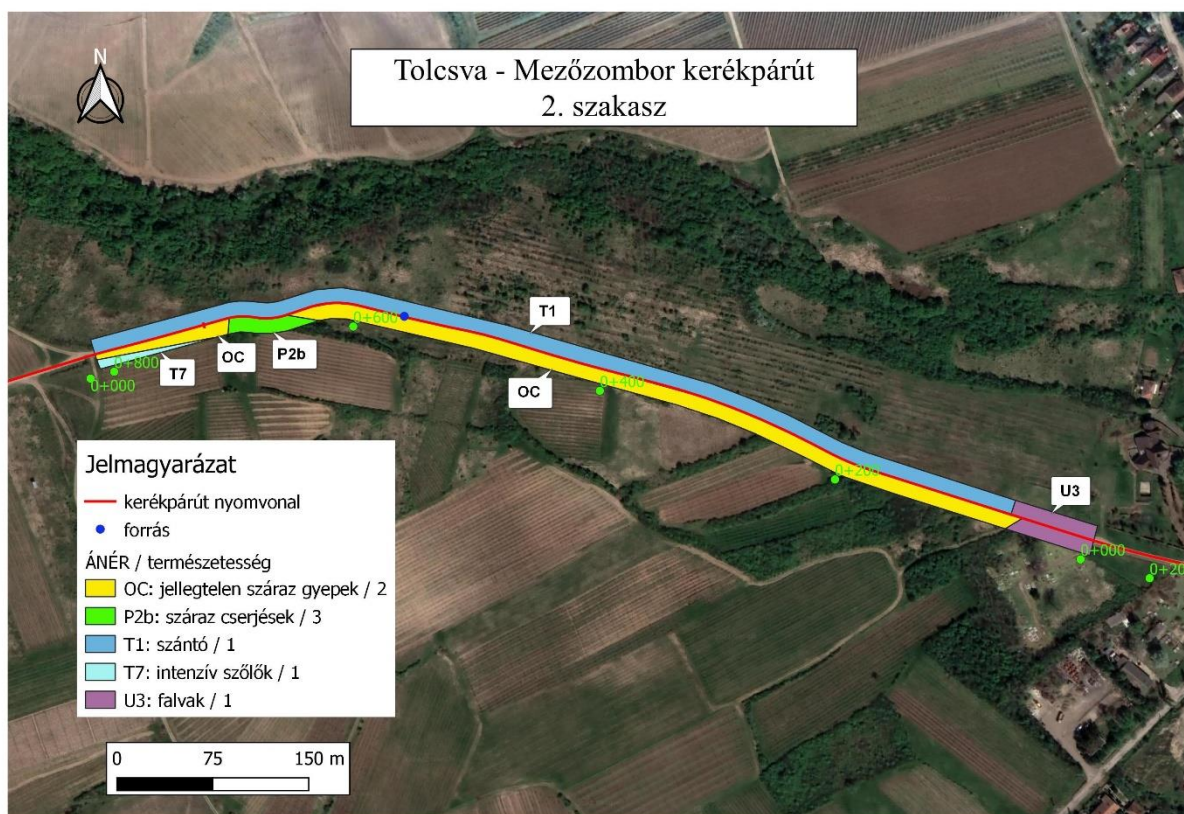 N
Tolcsva - Mezőzombor kerékpárút
2. szakasz
T1
0+600
OC
P2b
T7
0+800
0+000
0+400
OC
0+200
U3
0+000
0+20
Jelmagyarázat
kerékpárút nyomvonal
forrás
ÁNÉR / természetesség
OC: jellegtelen száraz gyepek / 2
P2b: száraz cserjések / 3
T1: szántó / 1
T7: intenzív szőlők / 1
U3: falvak / 1
0 75 150 m